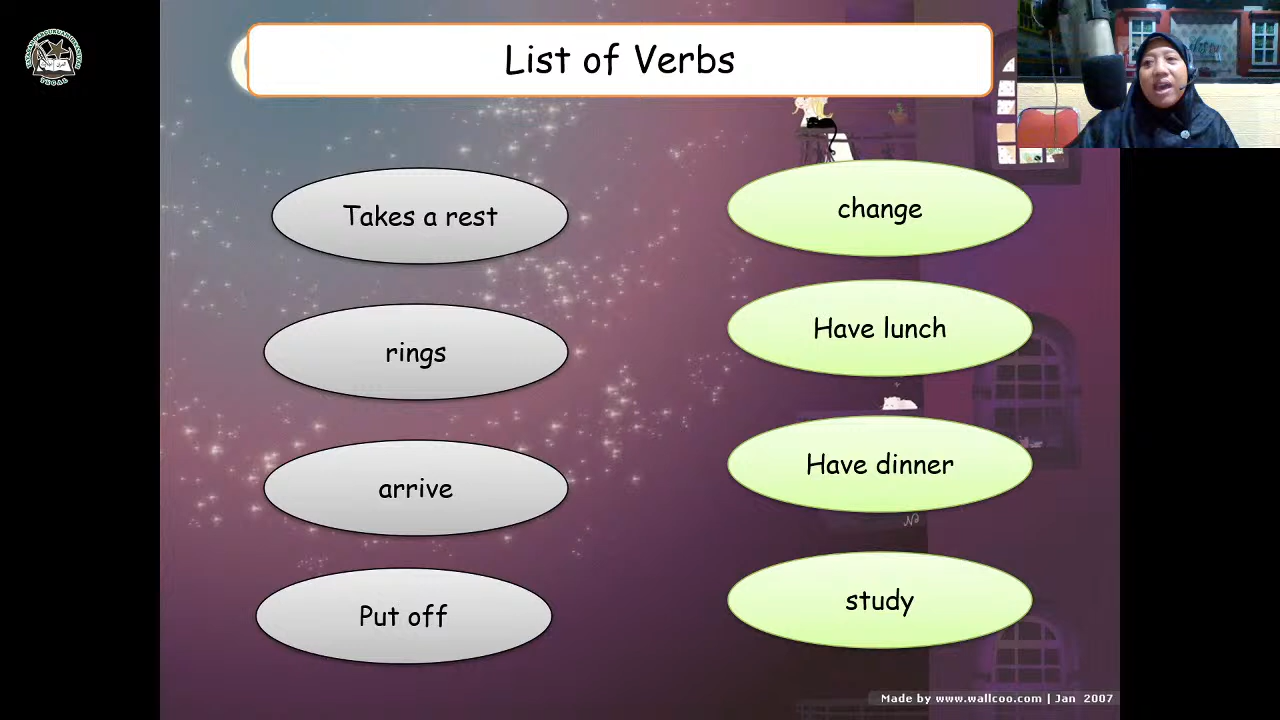 List of Verbs
Takes a rest
rings
arrive
Put off
change
Have lunch
Have dinner
study
Made by www.wallcoo.com | Jan 2007